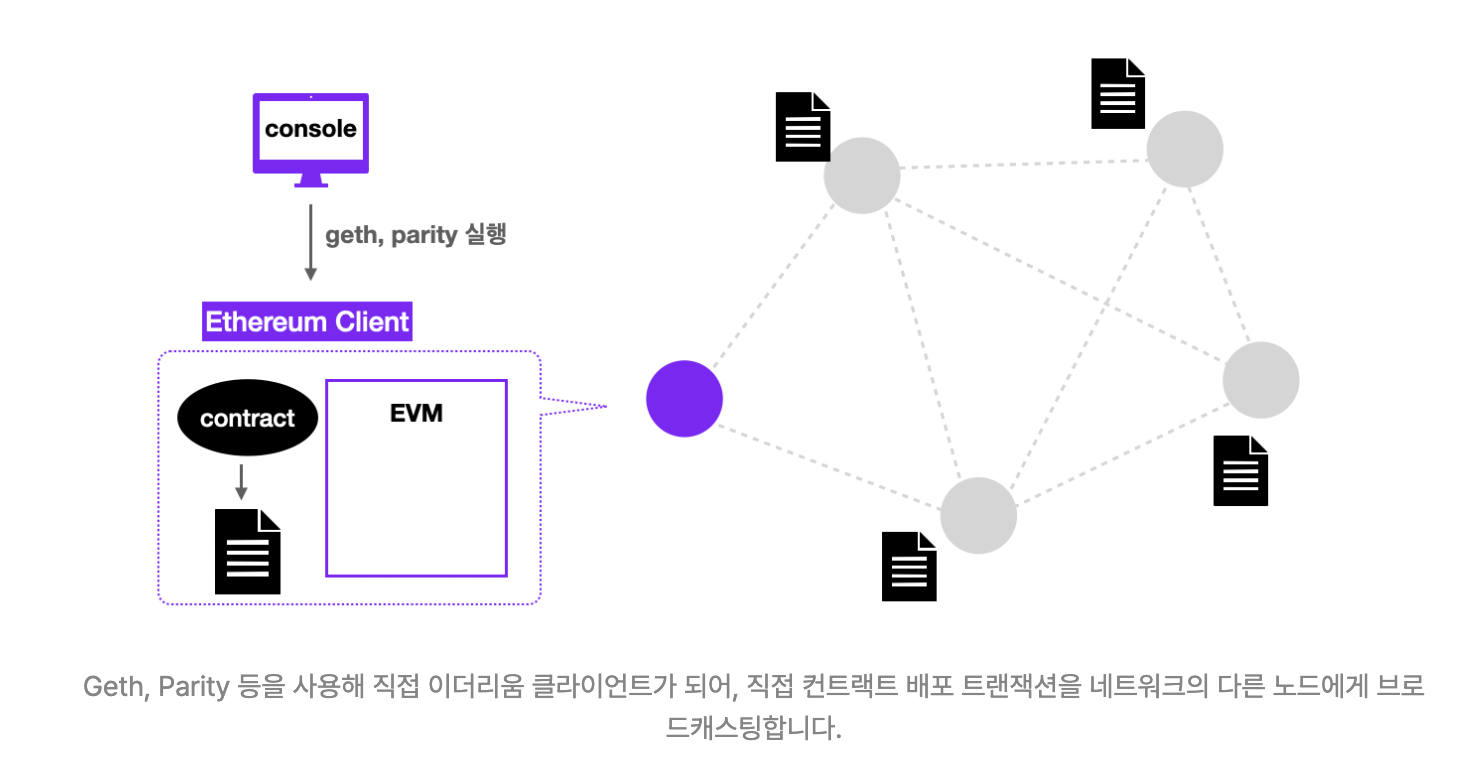 console
geth, parity 실행
Ethereum Client
contract
EVM
Geth, Parity 등을 사용해 직접 이더리움 클라이언트가 되어, 직접 컨트랙트 배포 트랜잭션을 네트워크의 다른 노드에게 브로
드캐스팅합니다.